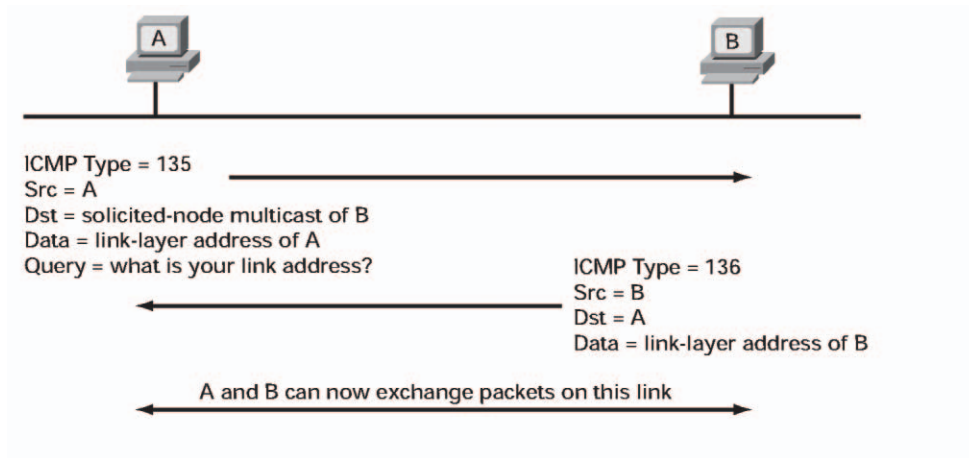 A
B
ICMP Type = 135
Src = A
Dst = solicited-node multicast of B
Data = link-layer address of A
Query = what is your link address?
ICMP Type = 136
Src = B
Dst = A
Data = link-layer address of B
A and B can now exchange packets on this link